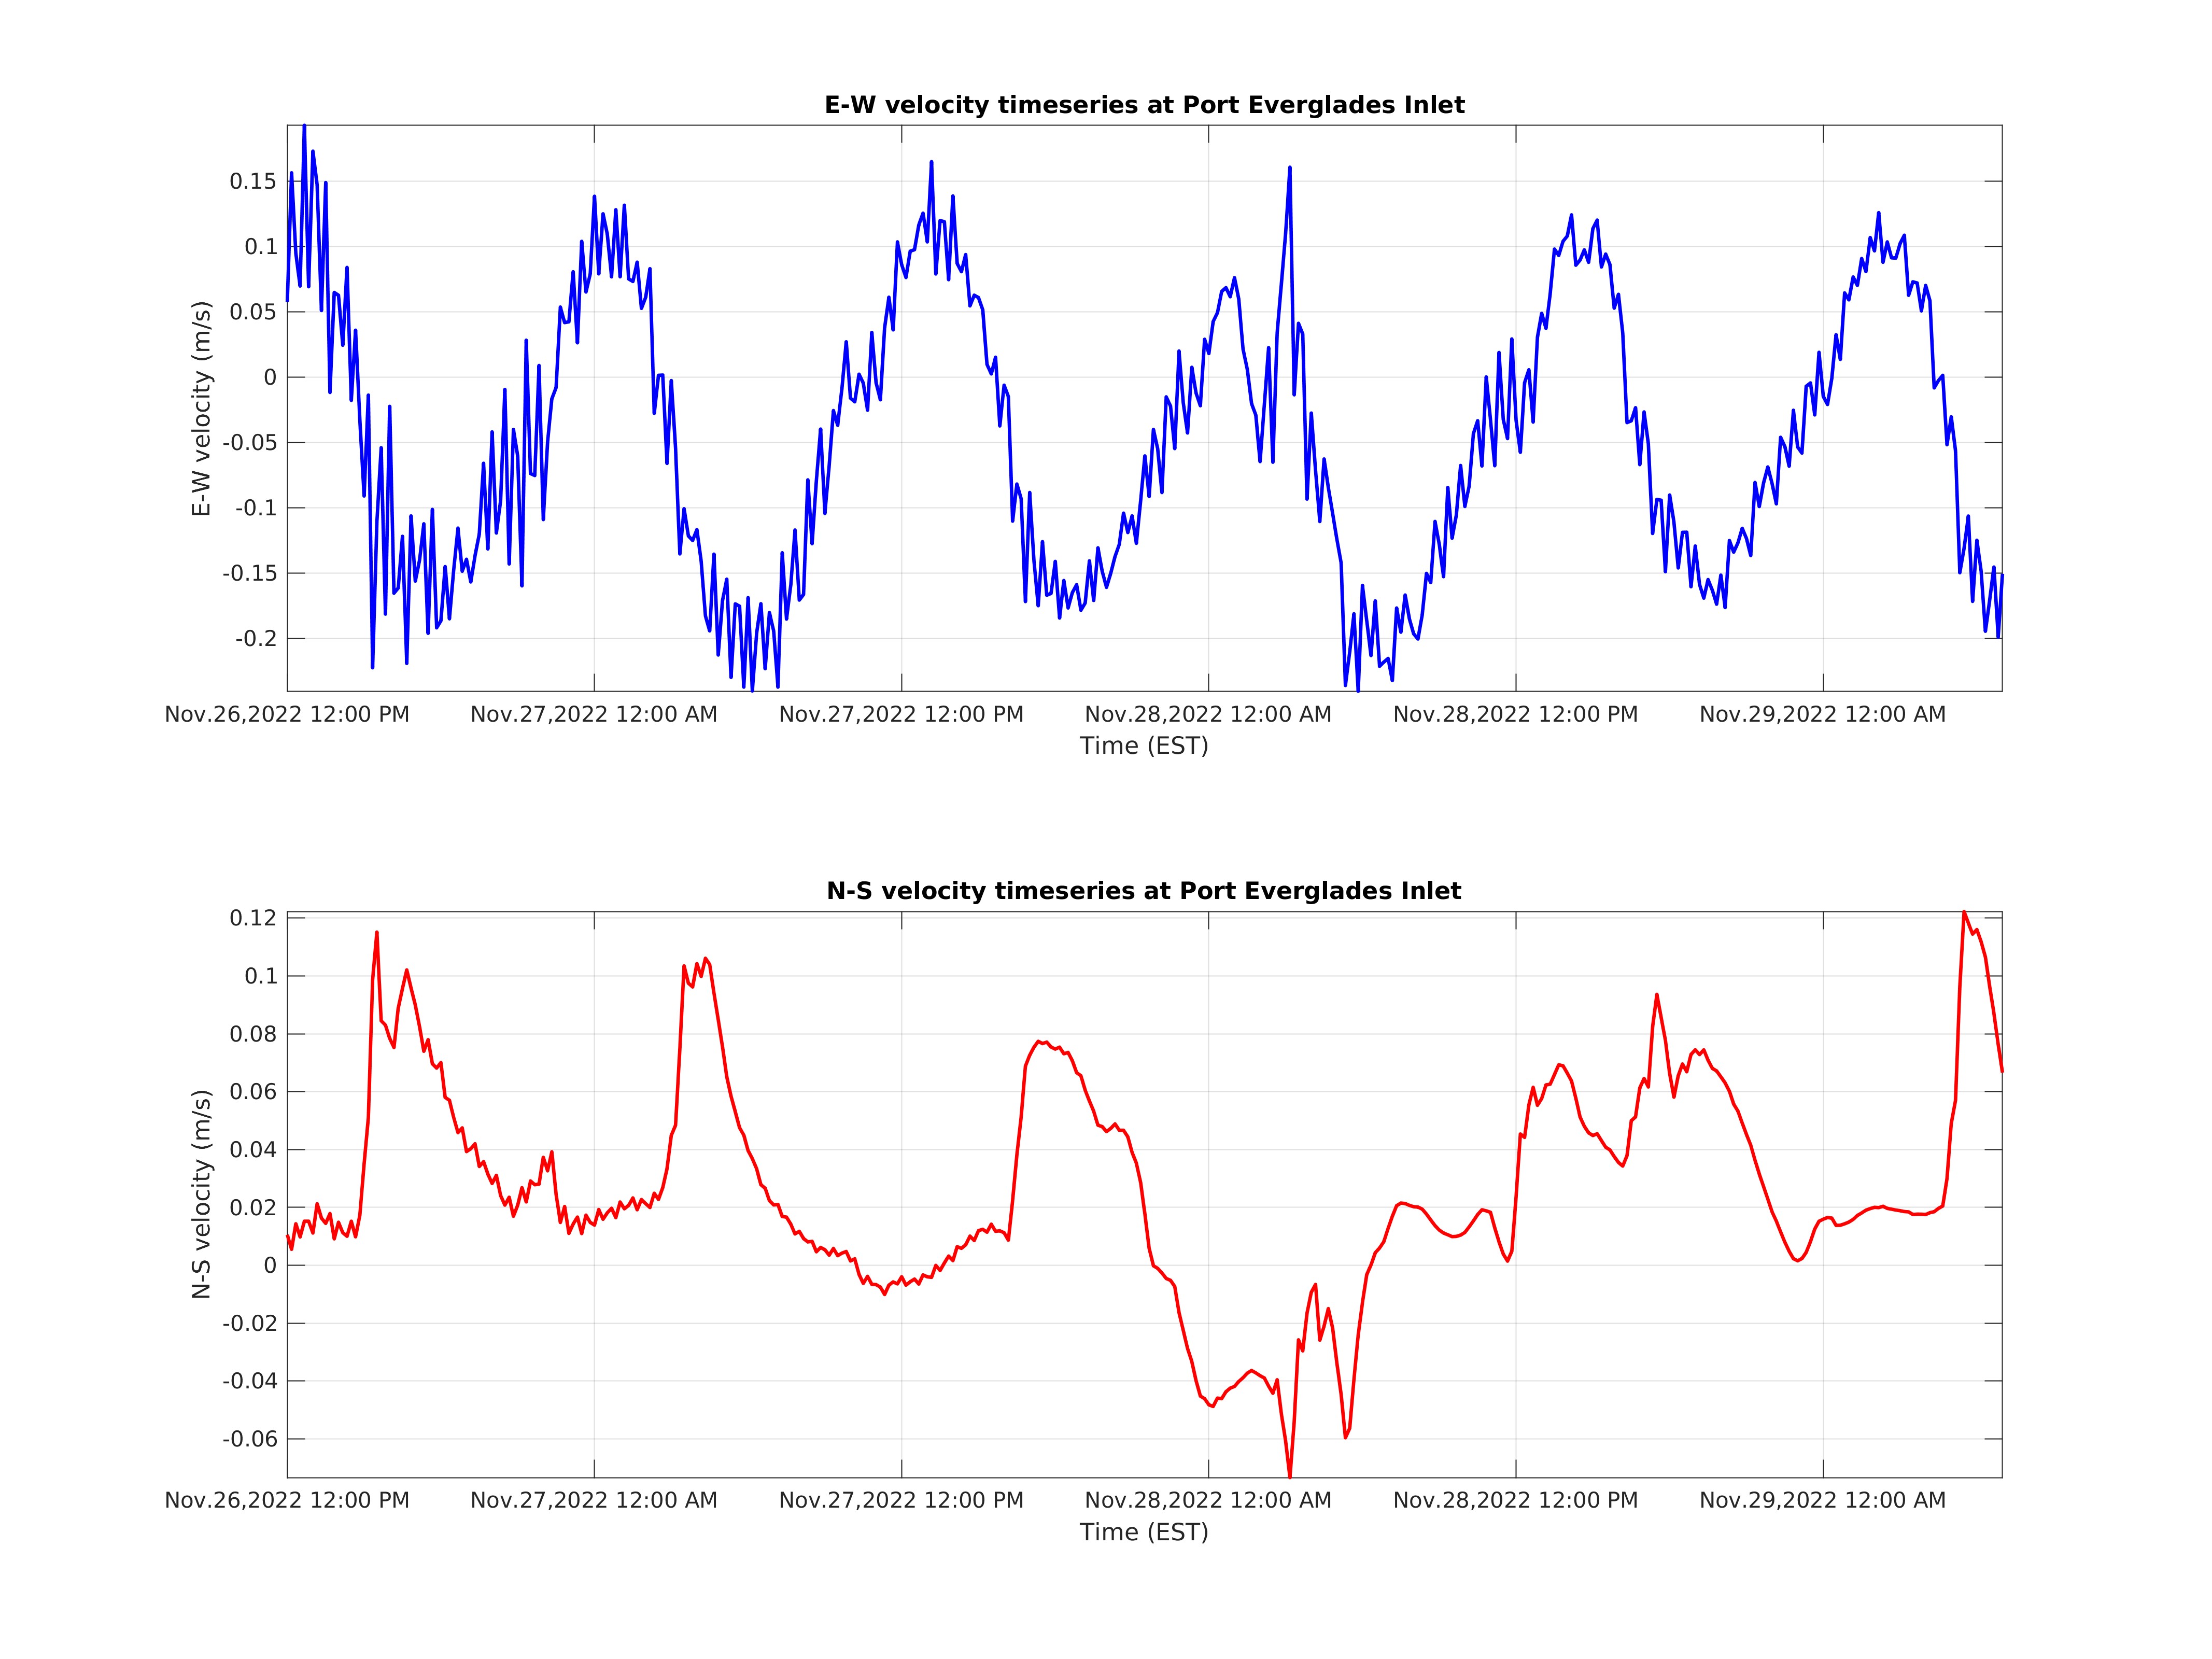 E-W velocity timeseries at Port Everglades Inlet
E-W velocity (m/s)
0.15
0.1
0.05
0
-0.05
-0.1
-0.15
-0.2
Nov.26,2022 12:00 PM Nov.27,2022 12:00 AM Nov.27,2022 12:00 PM Nov.28,2022 12:00 AM Nov.28,2022 12:00 PM Nov.29,2022 12:00 AM
Time (EST)
N-S velocity timeseries at Port Everglades Inlet
N-S velocity (m/s)
0.12
0.1
0.08
0.06
0.04
0.02
0
-0.02
-0.04
-0.06
Nov.26,2022 12:00 PM Nov.27,2022 12:00 AM Nov.27,2022 12:00 PM Nov.28,2022 12:00 AM Nov.28,2022 12:00 PM Nov.29,2022 12:00 AM
Time (EST)